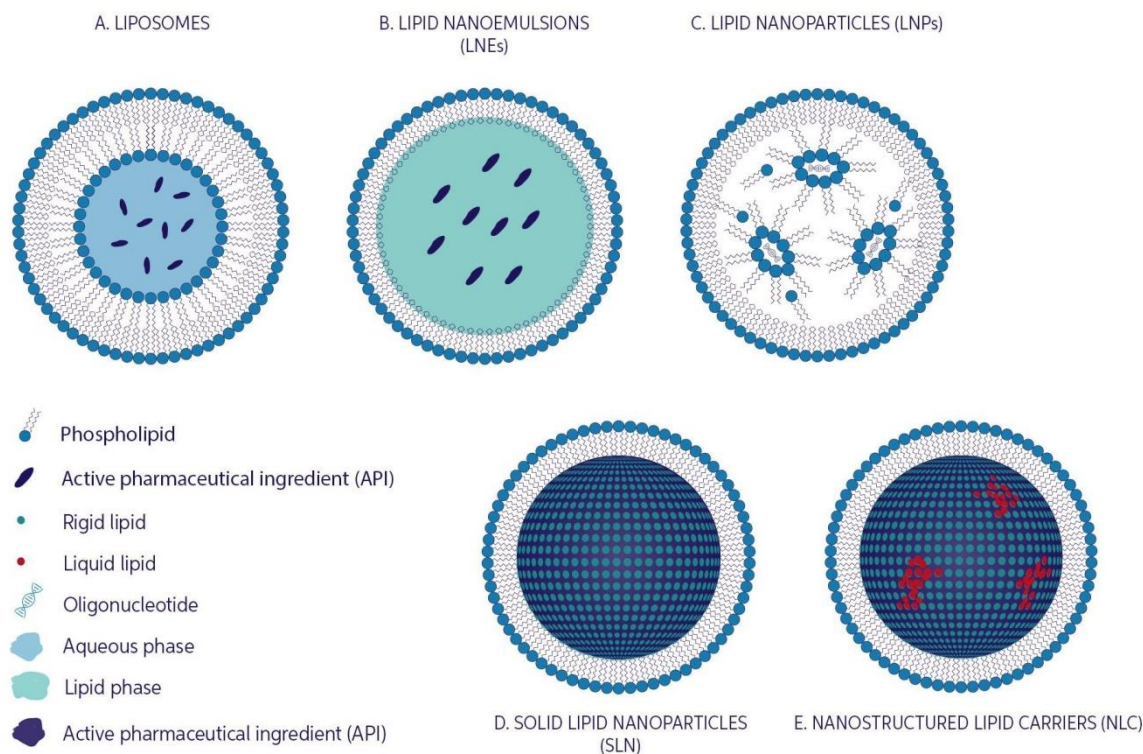 A. LIPOSOMES
B. LIPID NANOEMULSIONS
(LNEs)
C. LIPID NANOPARTICLES (LNPs)
Phospholipid
Active pharmaceutical ingredient (API)
Rigid lipid
Liquid lipid
Oligonucleotide
Aqueous phase
Lipid phase
Active pharmaceutical ingredient (API)
D. SOLID LIPID NANOPARTICLES
(SLN)
E. NANOSTRUCTURED LIPID CARRIERS (NLC)